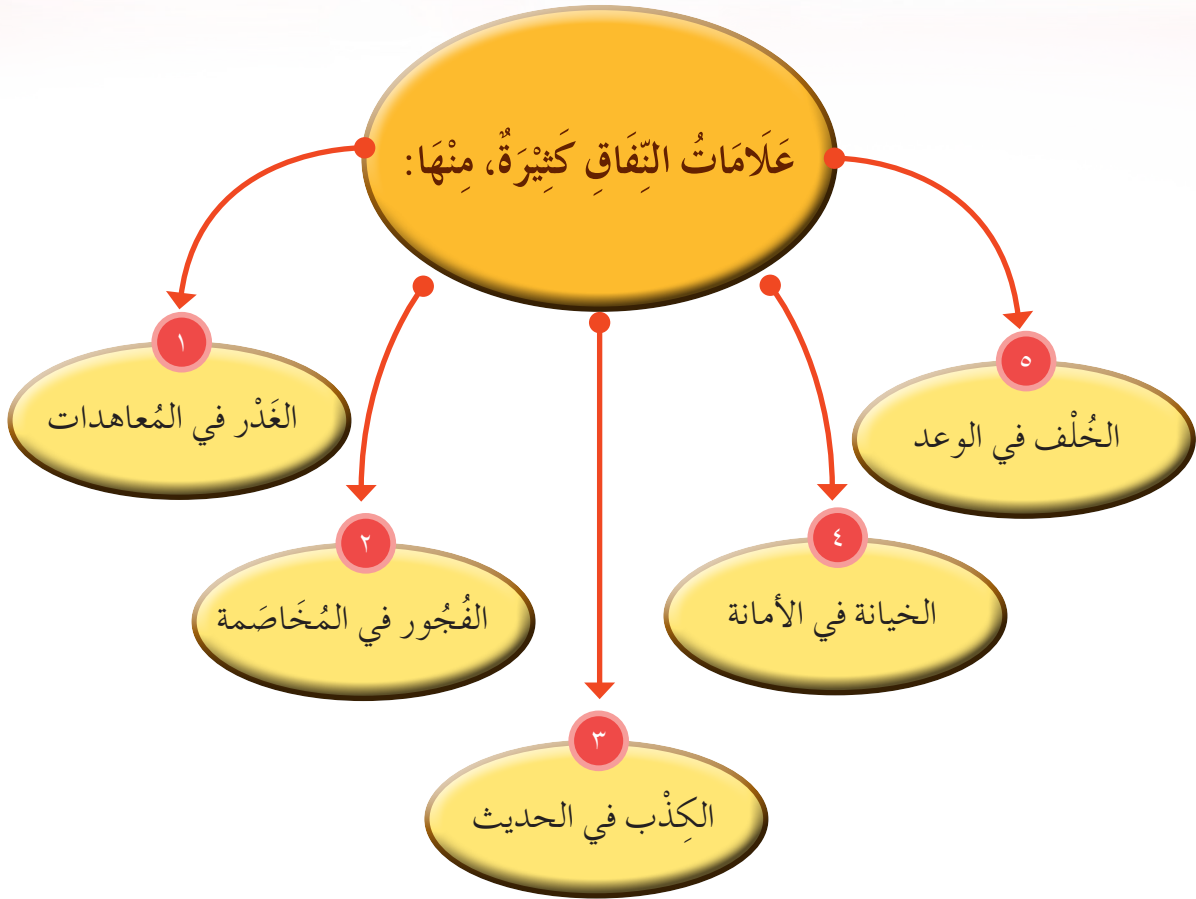 عَلَامَاتُ النِّفَاقِ كَثِيْرَةٌ، مِنْهَا:
١
الغَدْر في المُعاهدات
٢
الفُجُور في المُخَاصَمة
٣
الكِذْب في الحديث
٤
الخيانة في الأمانة
٥
الخُلْف في الوعد